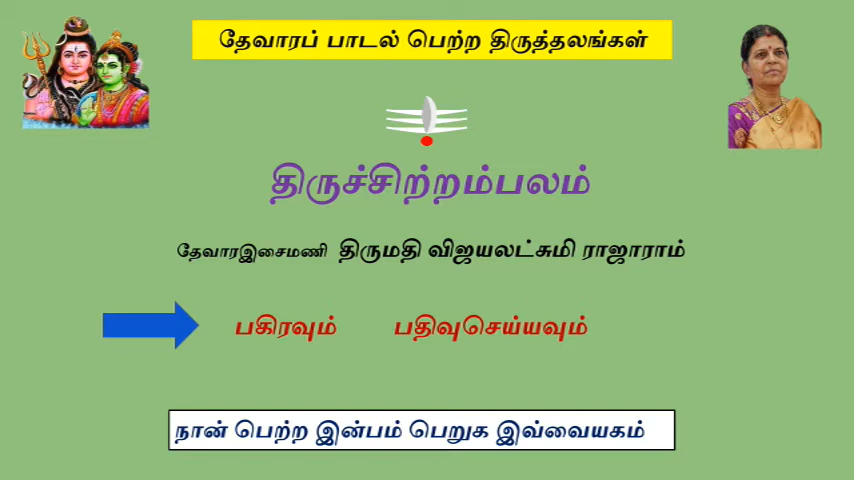 தேவாரப் பாடல் பெற்ற திருத்தலங்கள்
திருச்சிற்றம்பலம்
தேவாரஇசைமணி திருமதி விஜயலட்சுமி ராஜாராம்
பகிரவும் பதிவுசெய்யவும்
நான் பெற்ற இன்பம் பெறுக இவ்வையகம்